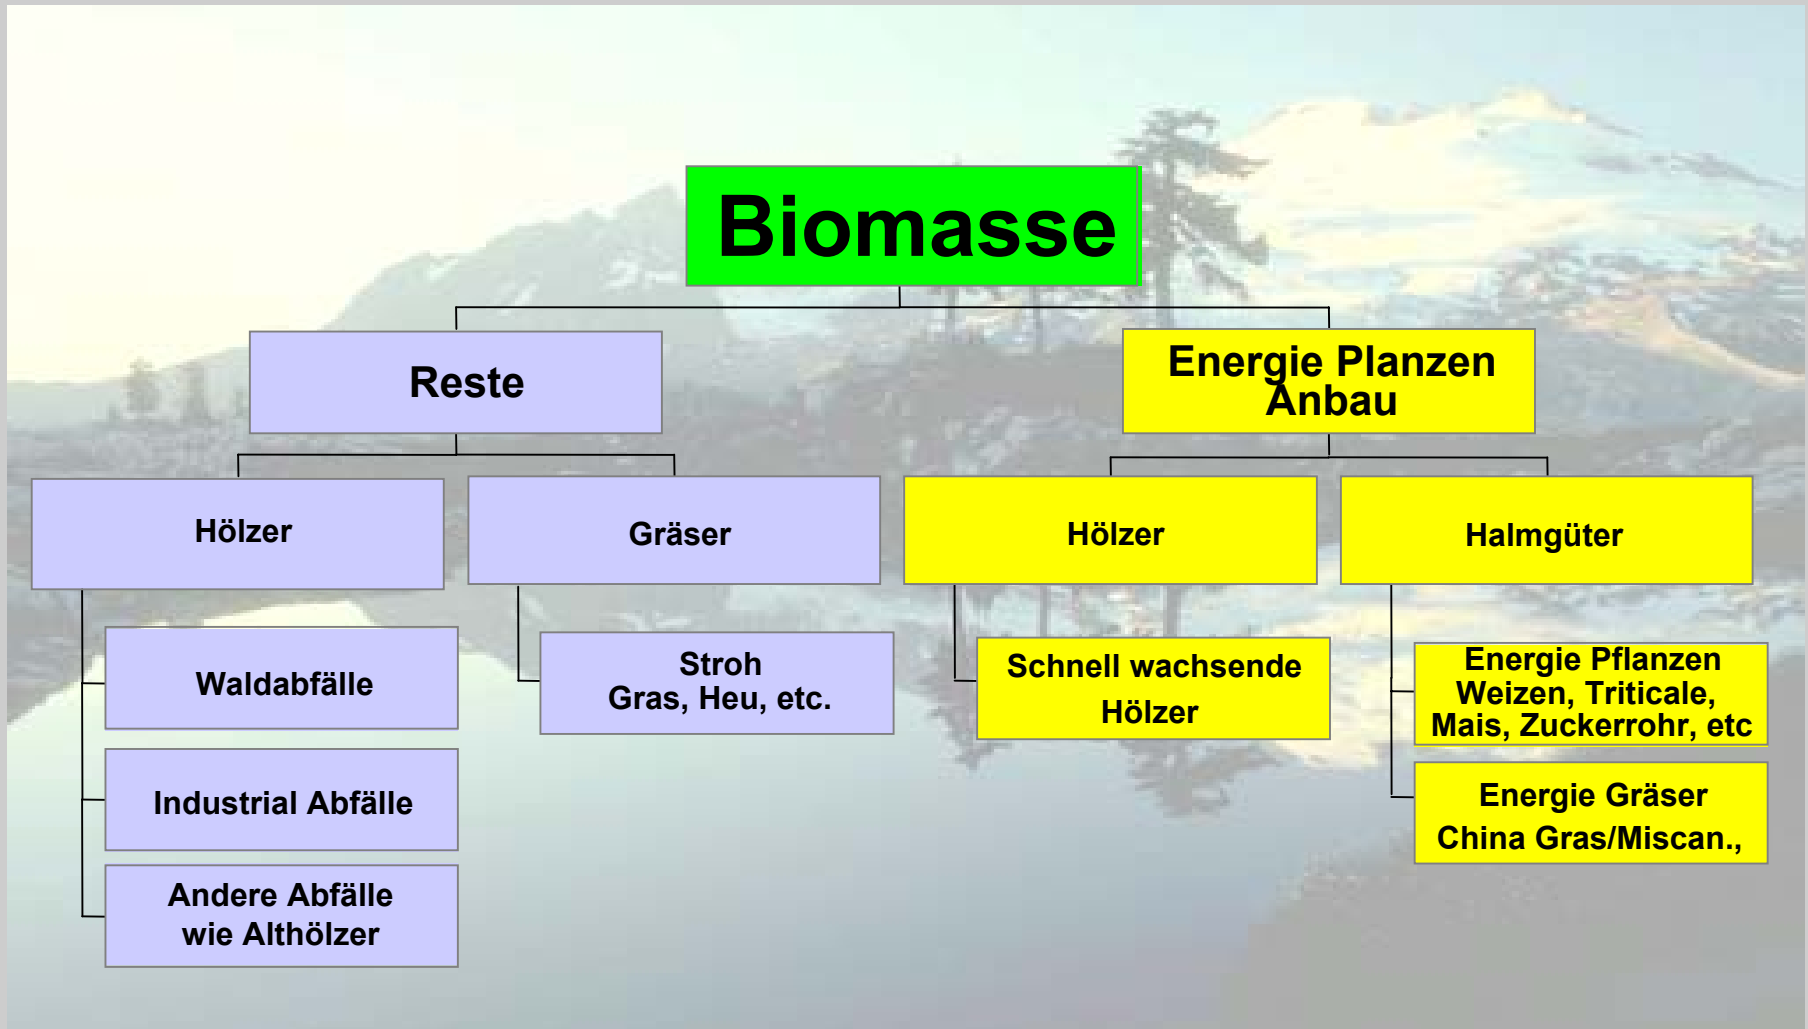 Biomasse
Reste
Energie Planzen
Anbau
Hölzer
Gräser
Hölzer
Halmgüter
Waldabfälle
Industrial Abfälle
Andere Abfälle
wie Althölzer
Stroh
Gras, Heu, etc.
Schnell wachsende
Hölzer
Energie Pflanzen
Weizen, Triticale,
Mais, Zuckerrohr, etc
Energie Gräser
China Gras/Miscan.,